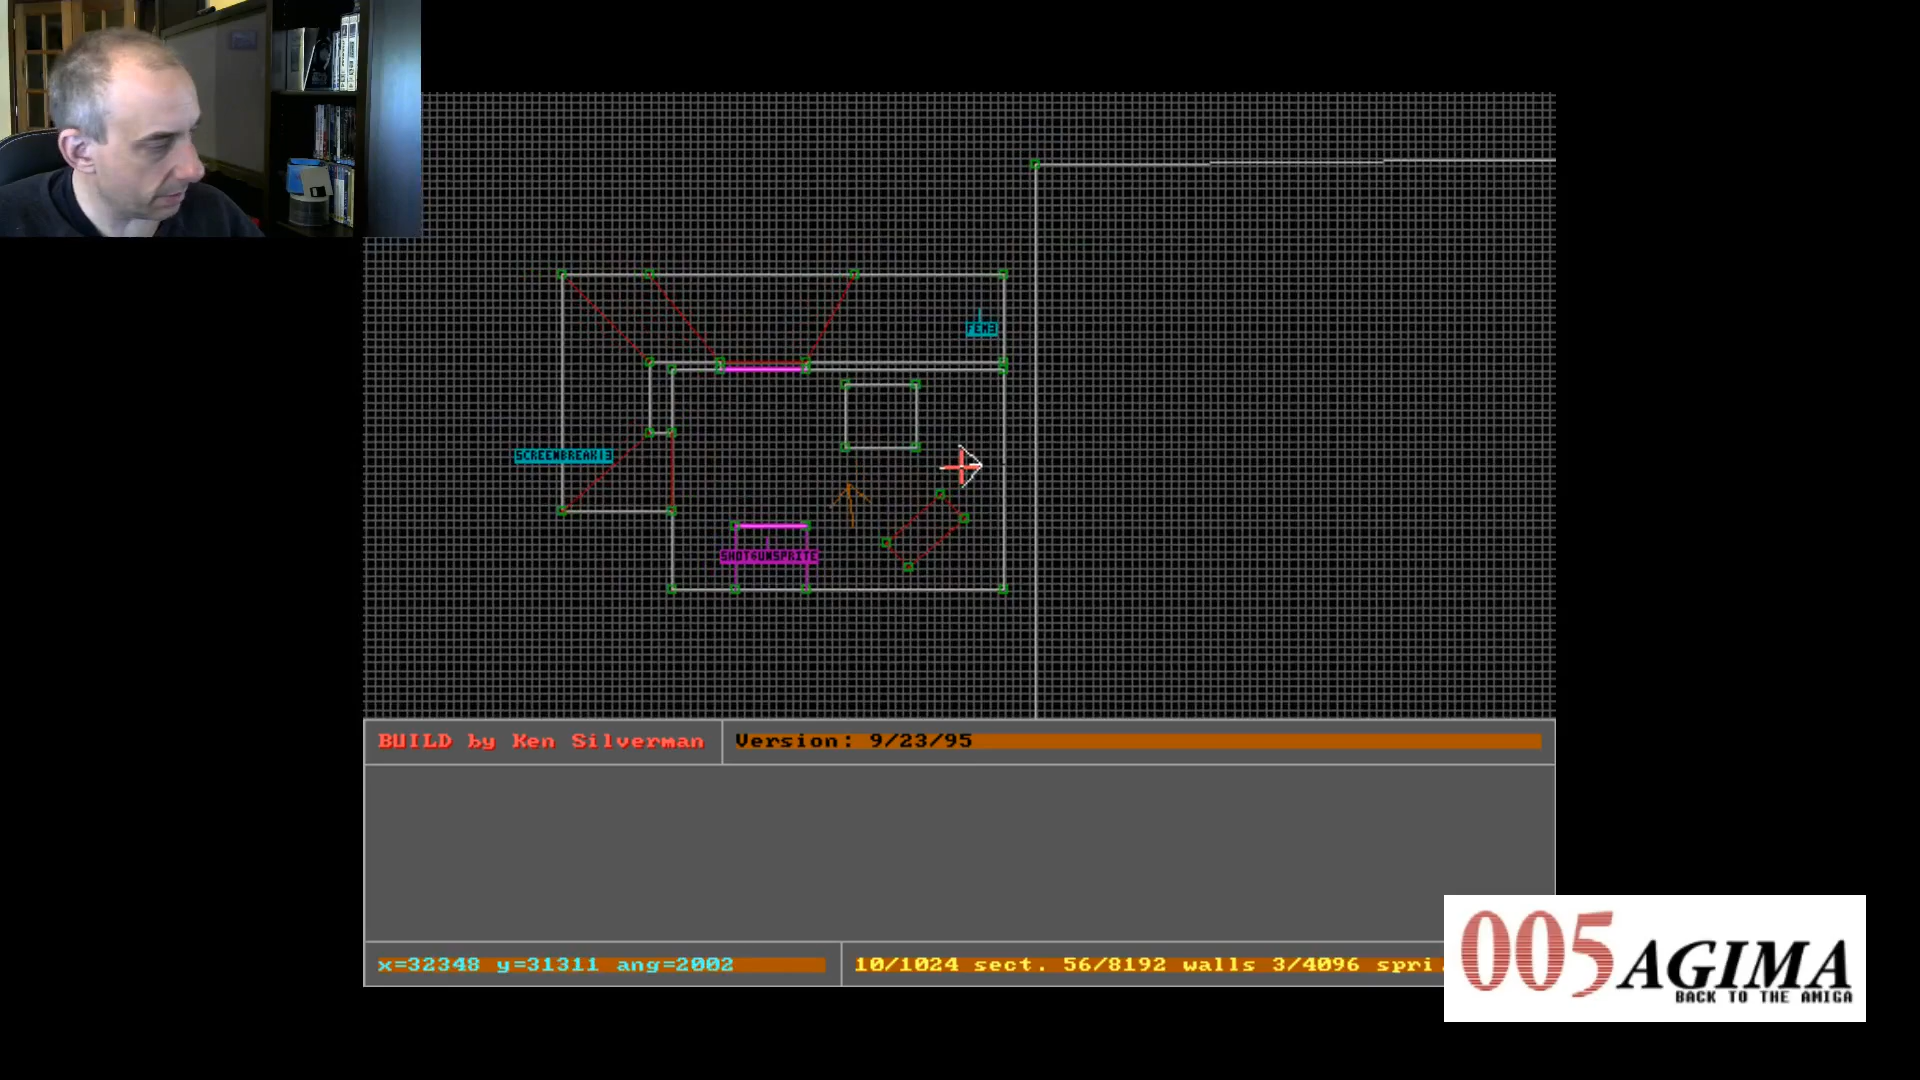 FEM3
SCREENBREAK13
SHOTGUNSPRITE
BUILD by Ken Silverman
Version: 9/23/95
x=32348 y=31311 ang=2002
10/1024 sect. 56/8192 walls 3/4096 spri
005AGIMA
BACK TO THE AMIGA